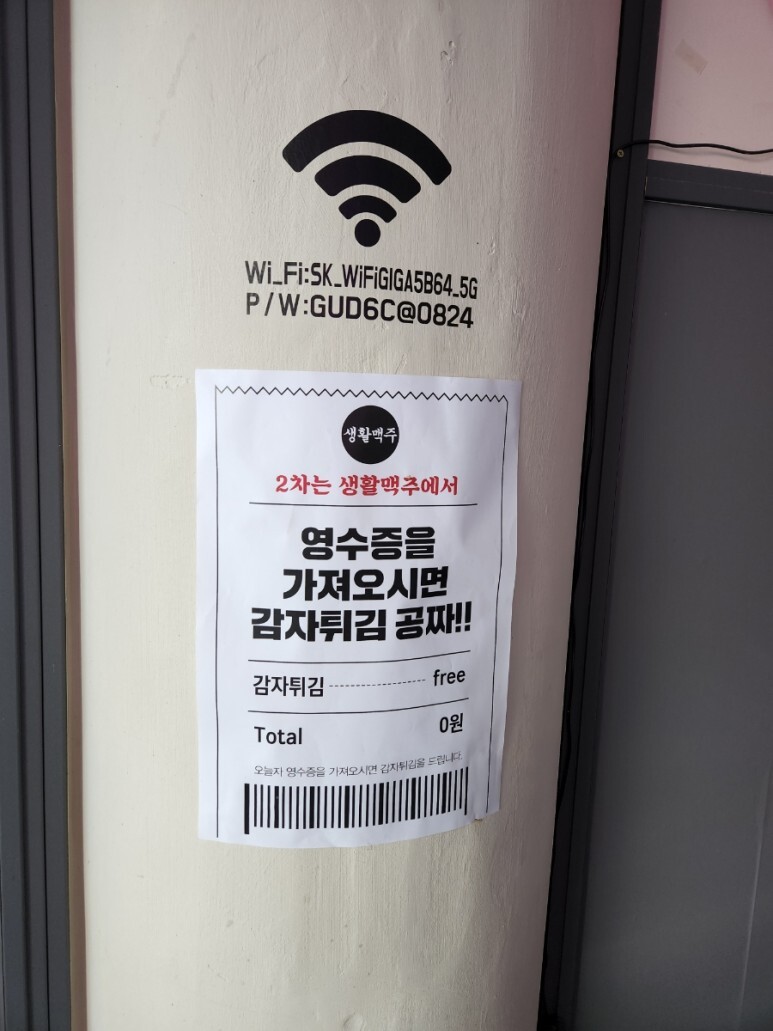 Wi_Fi:SK_WiFiGIGA5B64_5G
P/W:GUD6C@0824
생활맥주
2차는 생활맥주에서
영수증을
가져오시면
감자튀김 공짜!!
감자튀김 ---------------- free
Total 0원
오늘자 영수증을 가져오시면 감자튀김을 드립니다.